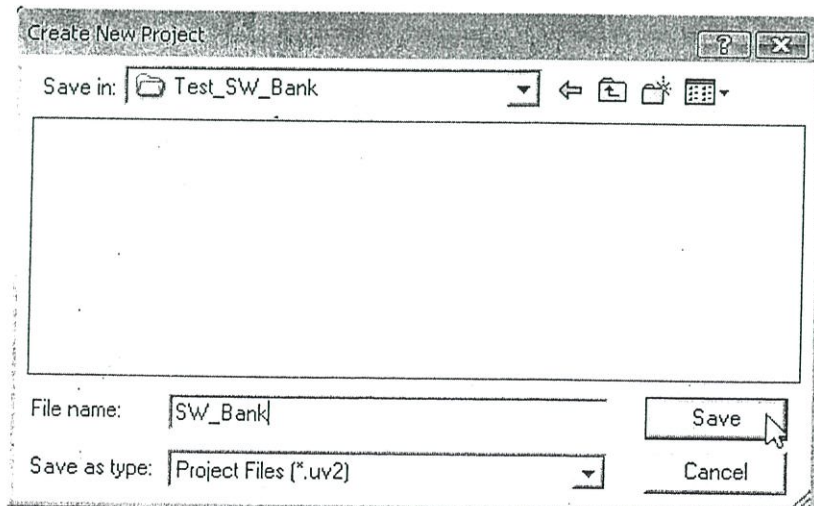 Create New Project
Save in: Test_SW_Bank
File name: SW_Bank
Save
Save as type: Project Files (*.uv2)
Cancel